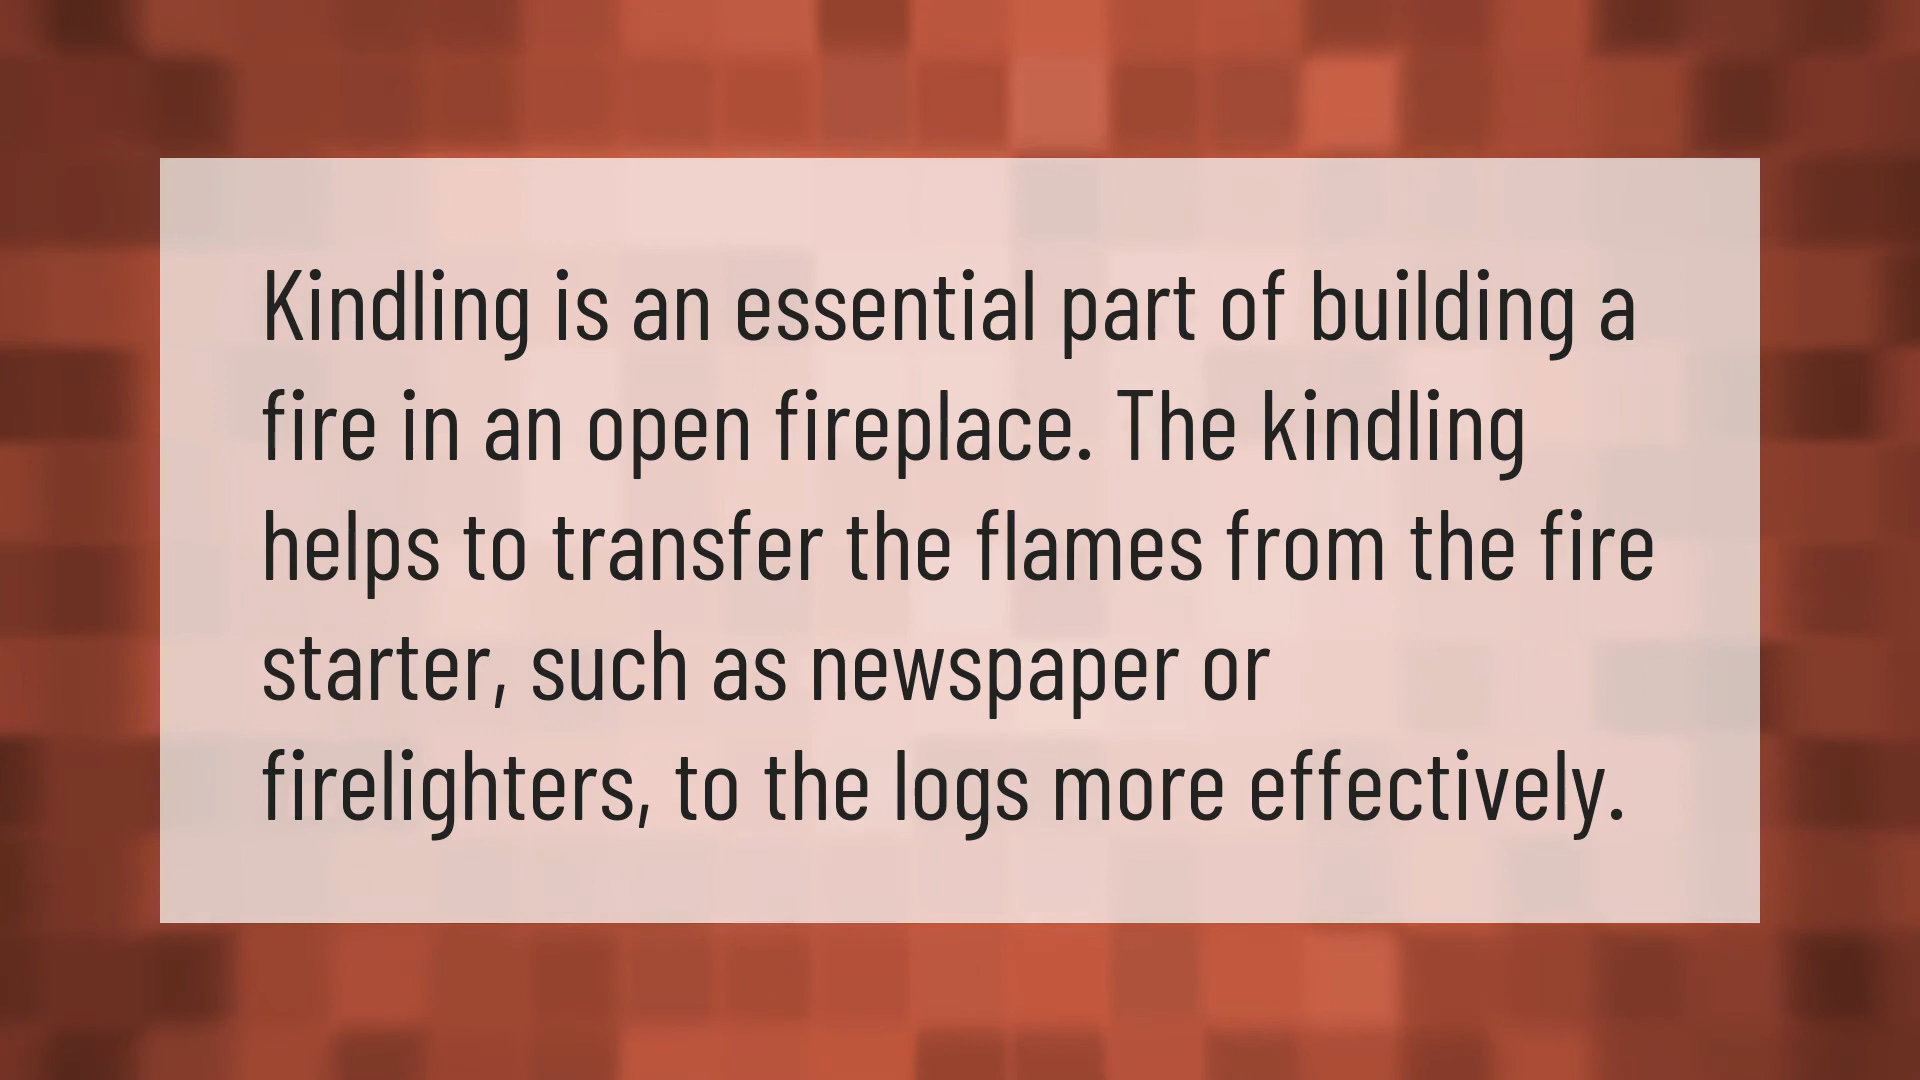 Kindling is an essential part of building a
fire in an open fireplace. The kindling
helps to transfer the flames from the fire
starter, such as newspaper or
firelighters, to the logs more effectively.